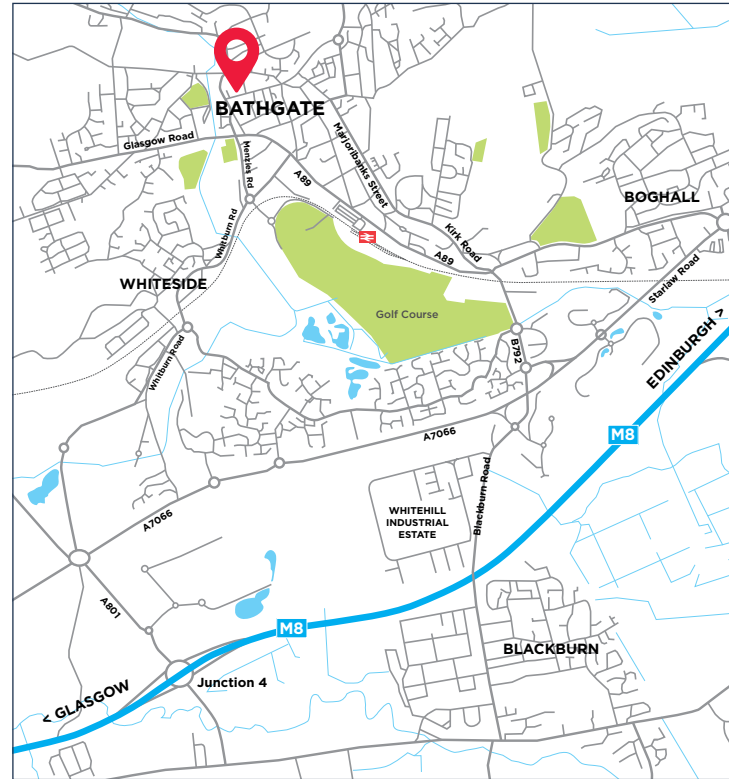 BATHGATE
Glasgow Road
Menzies Rd
Marjoribanks Street
A89
BOGHALL
Whitburn Rd
Kirk Road
A89
WHITESIDE
Starlaw Road
Golf Course
EDINBURGH >
B792
Whitburn Road
M8
A7066
Blackburn Road
WHITEHILL
INDUSTRIAL
ESTATE
A7066
A801
M8
BLACKBURN
Junction 4
< GLASGOW